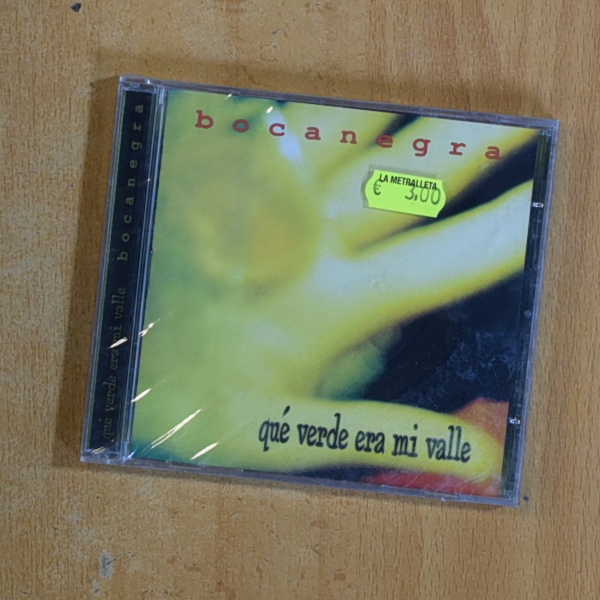 bocanegra
LA METRALLETA
€ 3,00
qué verde era mi valle
qué verde era mi valle bocanegra